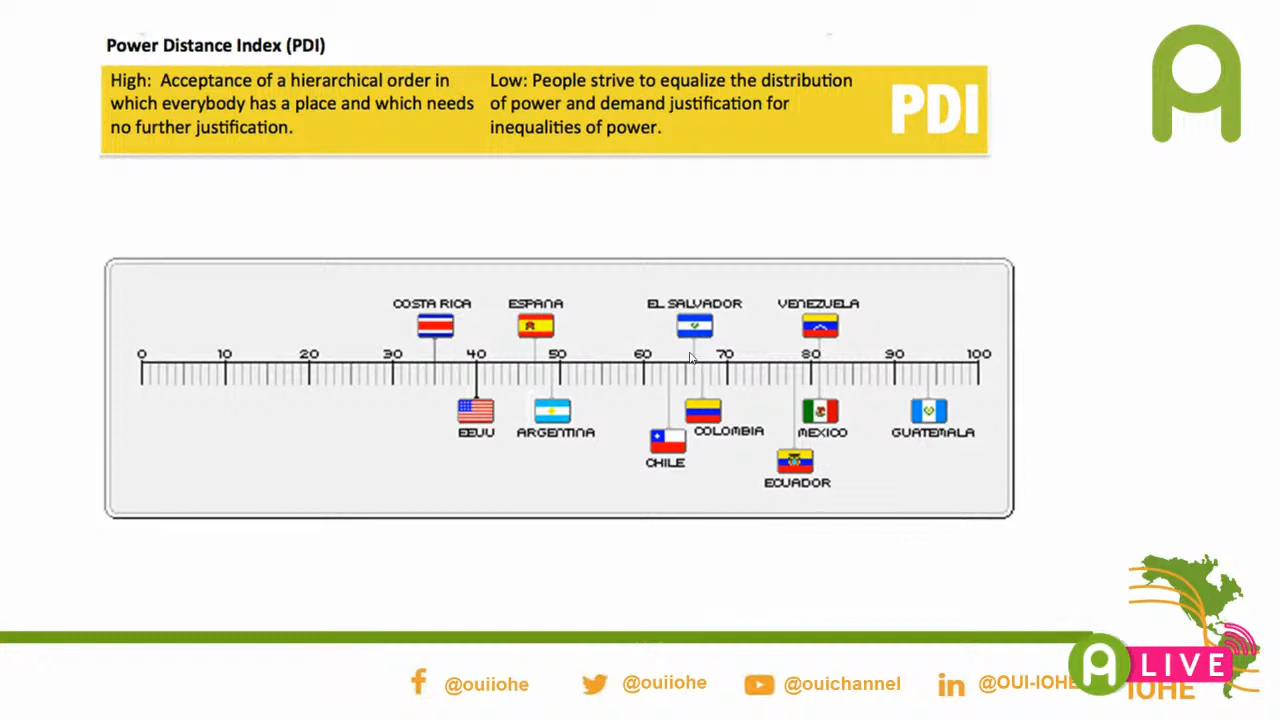 Power Distance Index (PDI)
High: Acceptance of a hierarchical order in
which everybody has a place and which needs
no further justification.
Low: People strive to equalize the distribution
of power and demand justification for
inequalities of power.
PDI
COSTA RICA
ESPANA
EL SALVADOR
VENEZUELA
0 10 20 30 40 50 60 70 80 90 100
EEUU
ARGENTINA
CHILE
COLOMBIA
ECUADOR
MEXICO
GUATEMALA
@ouiiohe
@ouiiohe
@ouichannel
@OUI-IOHE
LIVE
IOHE